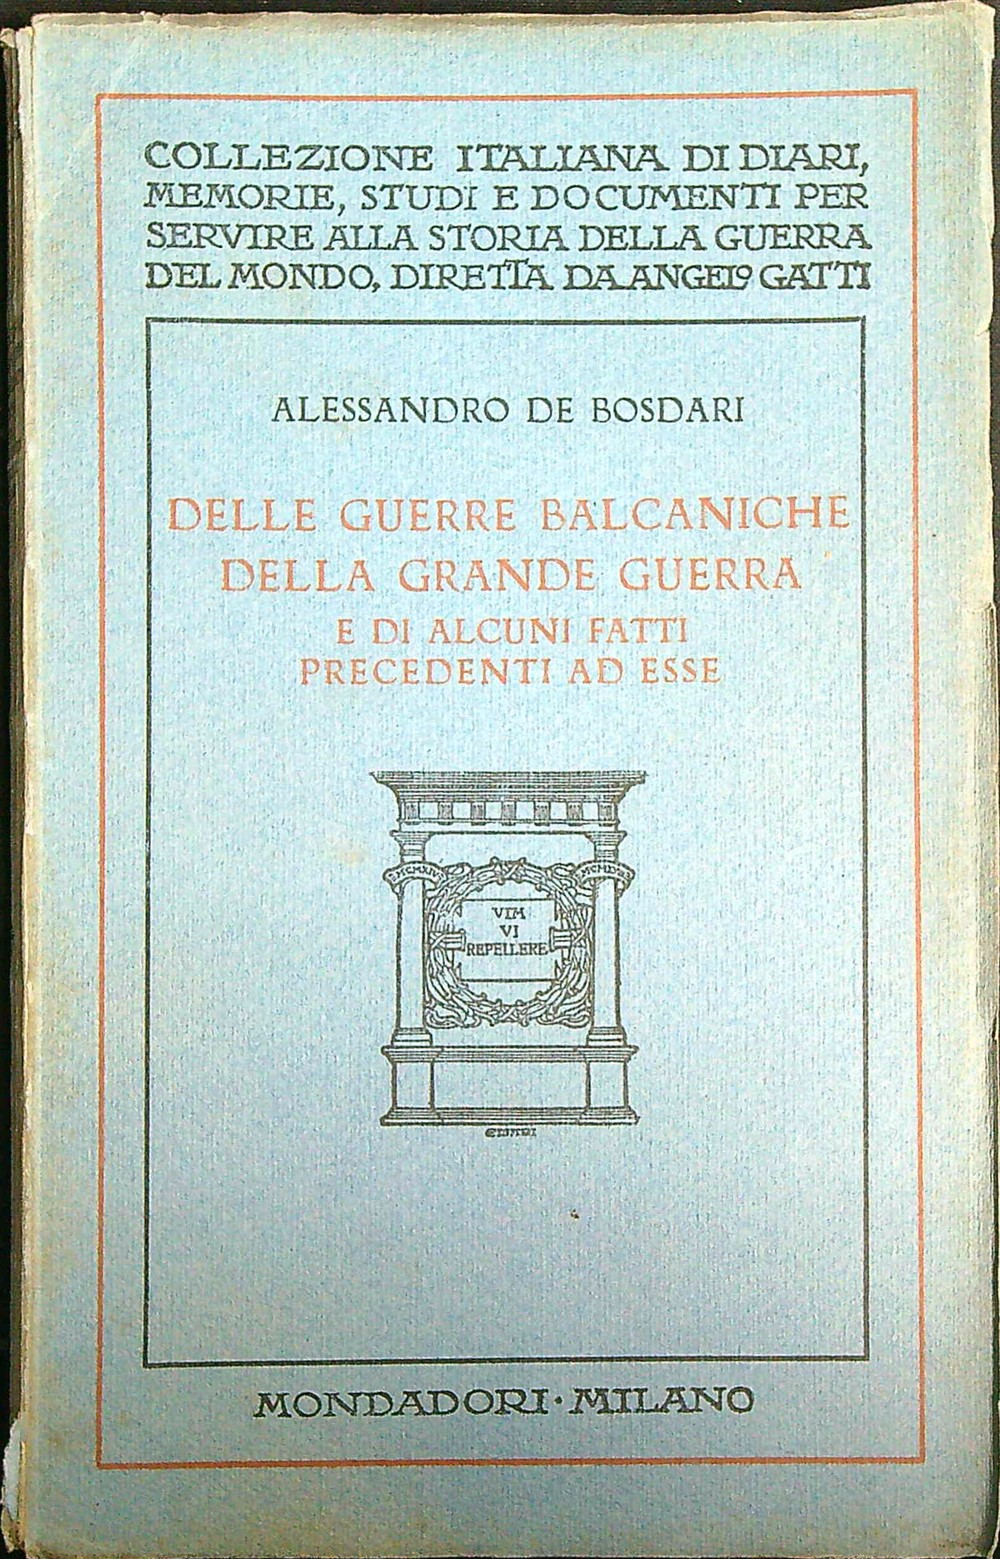 COLLEZIONE ITALIANA DI DIARI,
MEMORIE, STUDI E DOCUMENTI PER
SERVIRE ALLA STORIA DELLA GUERRA
DEL MONDO, DIRETTA DA ANGELO GATTI
ALESSANDRO DE BOSDARI
DELLE GUERRE BALCANICHE
DELLA GRANDE GUERRA
E DI ALCUNI FATTI
PRECEDENTI AD ESSE
VIM
VI
REPELLERE
MONDADORI · MILANO